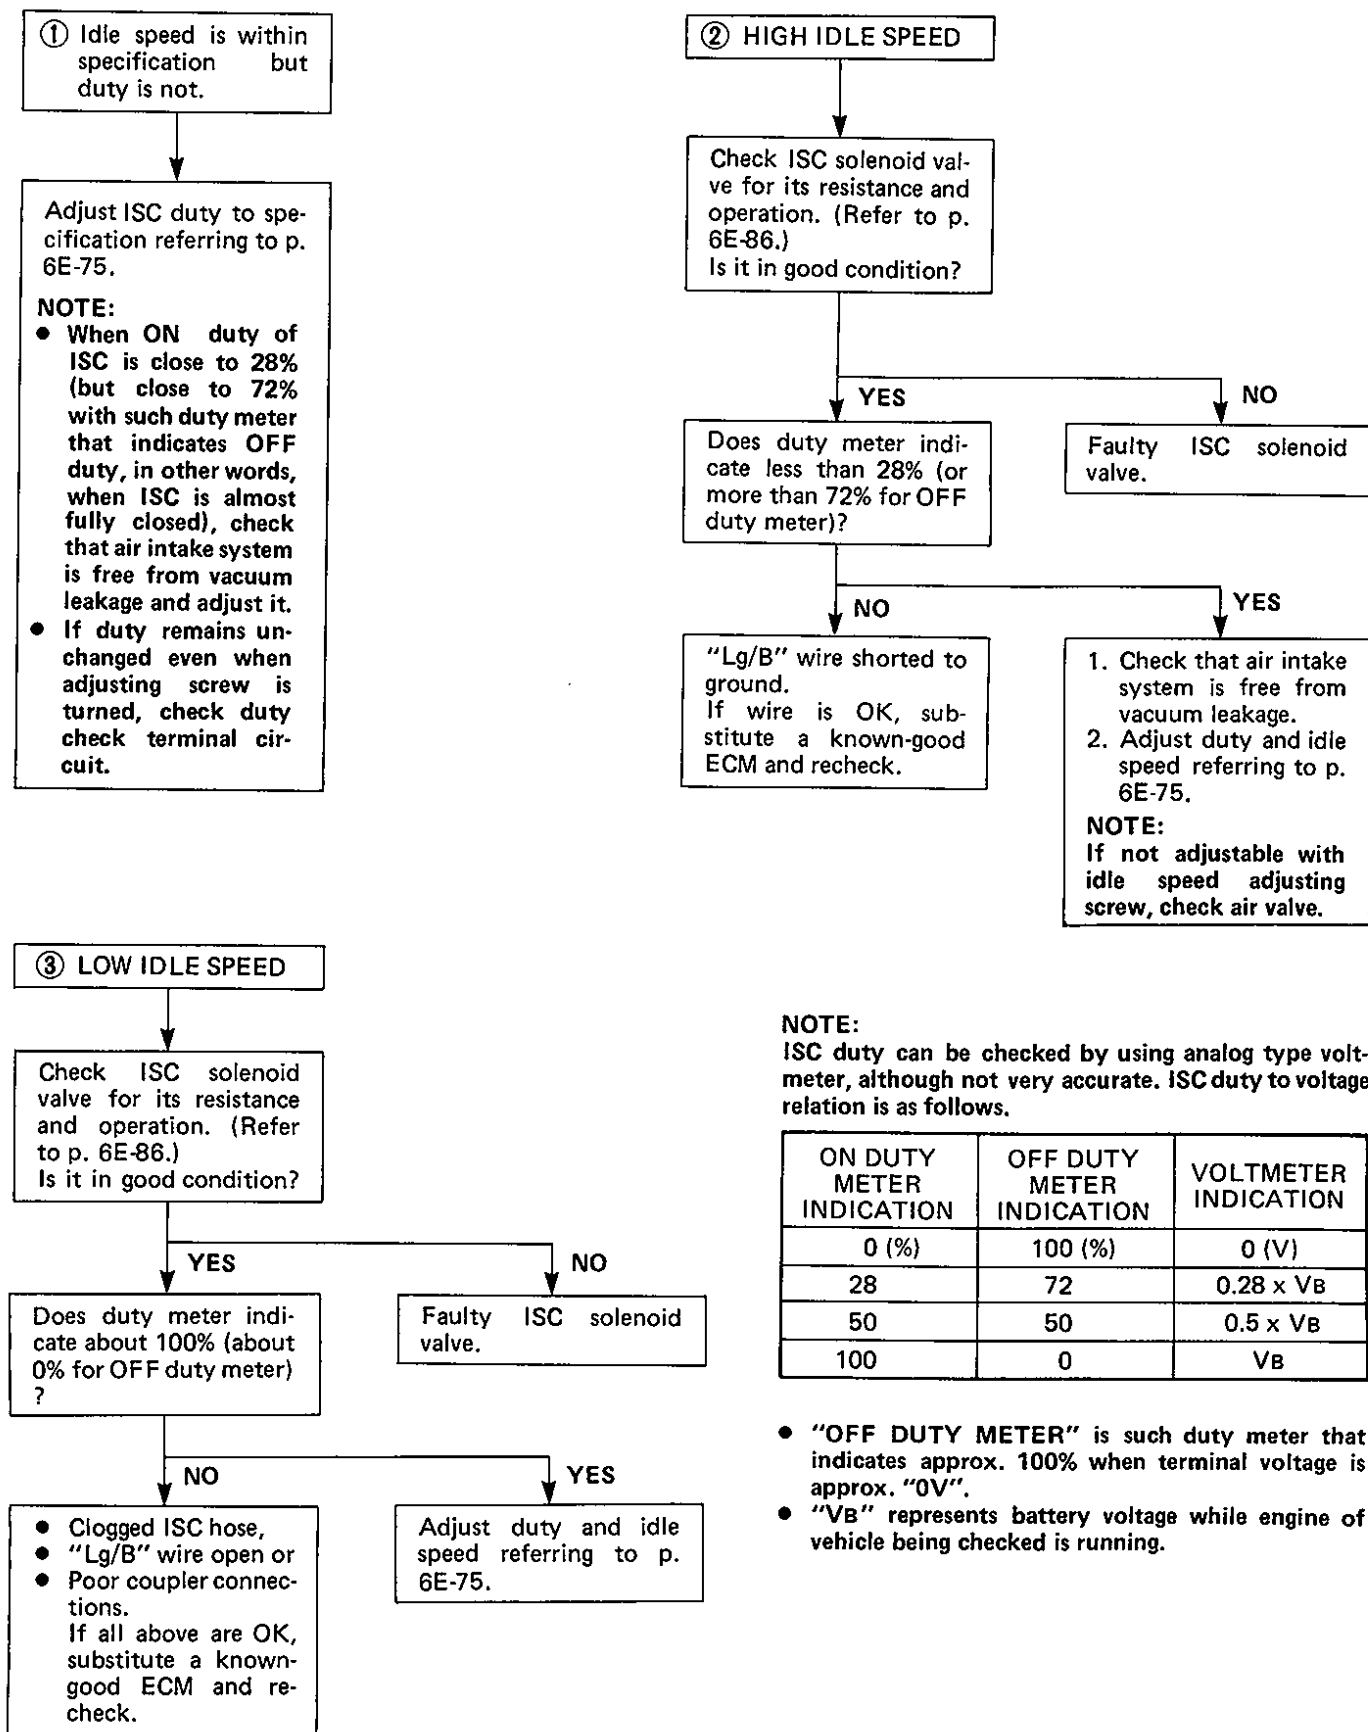 ① Idle speed is within
specification but
duty is not.
Adjust ISC duty to spe-
cification referring to p.
6E-75.
NOTE:
● When ON duty of
ISC is close to 28%
(but close to 72%
with such duty meter
that indicates OFF
duty, in other words,
when ISC is almost
fully closed), check
that air intake system
is free from vacuum
leakage and adjust it.
● If duty remains un-
changed even when
adjusting screw is
turned, check duty
check terminal cir-
cuit.
② HIGH IDLE SPEED
Check ISC solenoid val-
ve for its resistance and
operation. (Refer to p.
6E-86.)
Is it in good condition?
YES
NO
Does duty meter indi-
cate less than 28% (or
more than 72% for OFF
duty meter)?
Faulty ISC solenoid
valve.
NO
YES
"Lg/B" wire shorted to
ground.
If wire is OK, sub-
stitute a known-good
ECM and recheck.
1. Check that air intake
system is free from
vacuum leakage.
2. Adjust duty and idle
speed referring to p.
6E-75.
NOTE:
If not adjustable with
idle speed adjusting
screw, check air valve.
③ LOW IDLE SPEED
Check ISC solenoid
valve for its resistance
and operation. (Refer
to p. 6E-86.)
Is it in good condition?
YES
NO
Does duty meter indi-
cate about 100% (about
0% for OFF duty meter)
?
Faulty ISC solenoid
valve.
NO
YES
● Clogged ISC hose,
● "Lg/B" wire open or
● Poor coupler connec-
tions.
If all above are OK,
substitute a known-
good ECM and re-
check.
Adjust duty and idle
speed referring to p.
6E-75.
NOTE:
ISC duty can be checked by using analog type volt-
meter, although not very accurate. ISC duty to voltage
relation is as follows.
ON DUTY METER INDICATION OFF DUTY METER INDICATION VOLTMETER INDICATION
0 (%) 100 (%) 0 (V)
28 72 0.28 x VB
50 50 0.5 x VB
100 0 VB
● "OFF DUTY METER" is such duty meter that
indicates approx. 100% when terminal voltage is
approx. "0V".
● "VB" represents battery voltage while engine of
vehicle being checked is running.